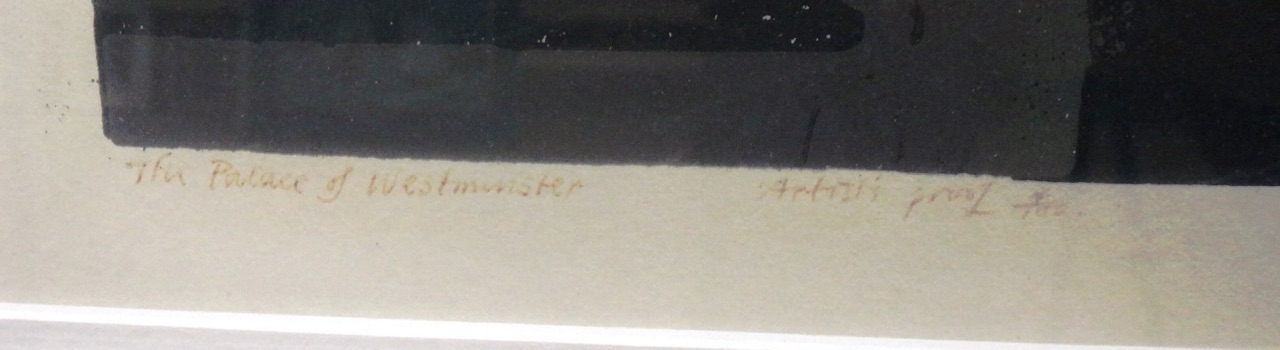 The Palace of Westminster
Artist's proof